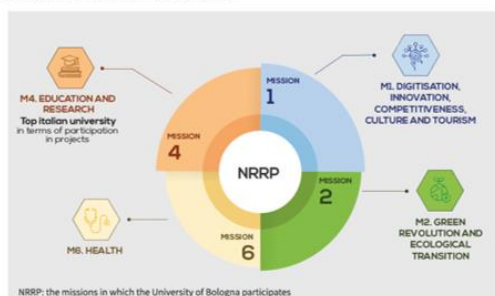 M4. EDUCATION AND
RESEARCH
Top italian university
in terms of participation
in projects
MISSION
4
MISSION
1
M1. DIGITISATION,
INNOVATION,
COMPETITIVENESS,
CULTURE AND TOURISM
NRRP
M6. HEALTH
MISSION
6
MISSION
2
M2. GREEN
REVOLUTION AND
ECOLOGICAL
TRANSITION
NRRP: the missions in which the University of Bologna participates